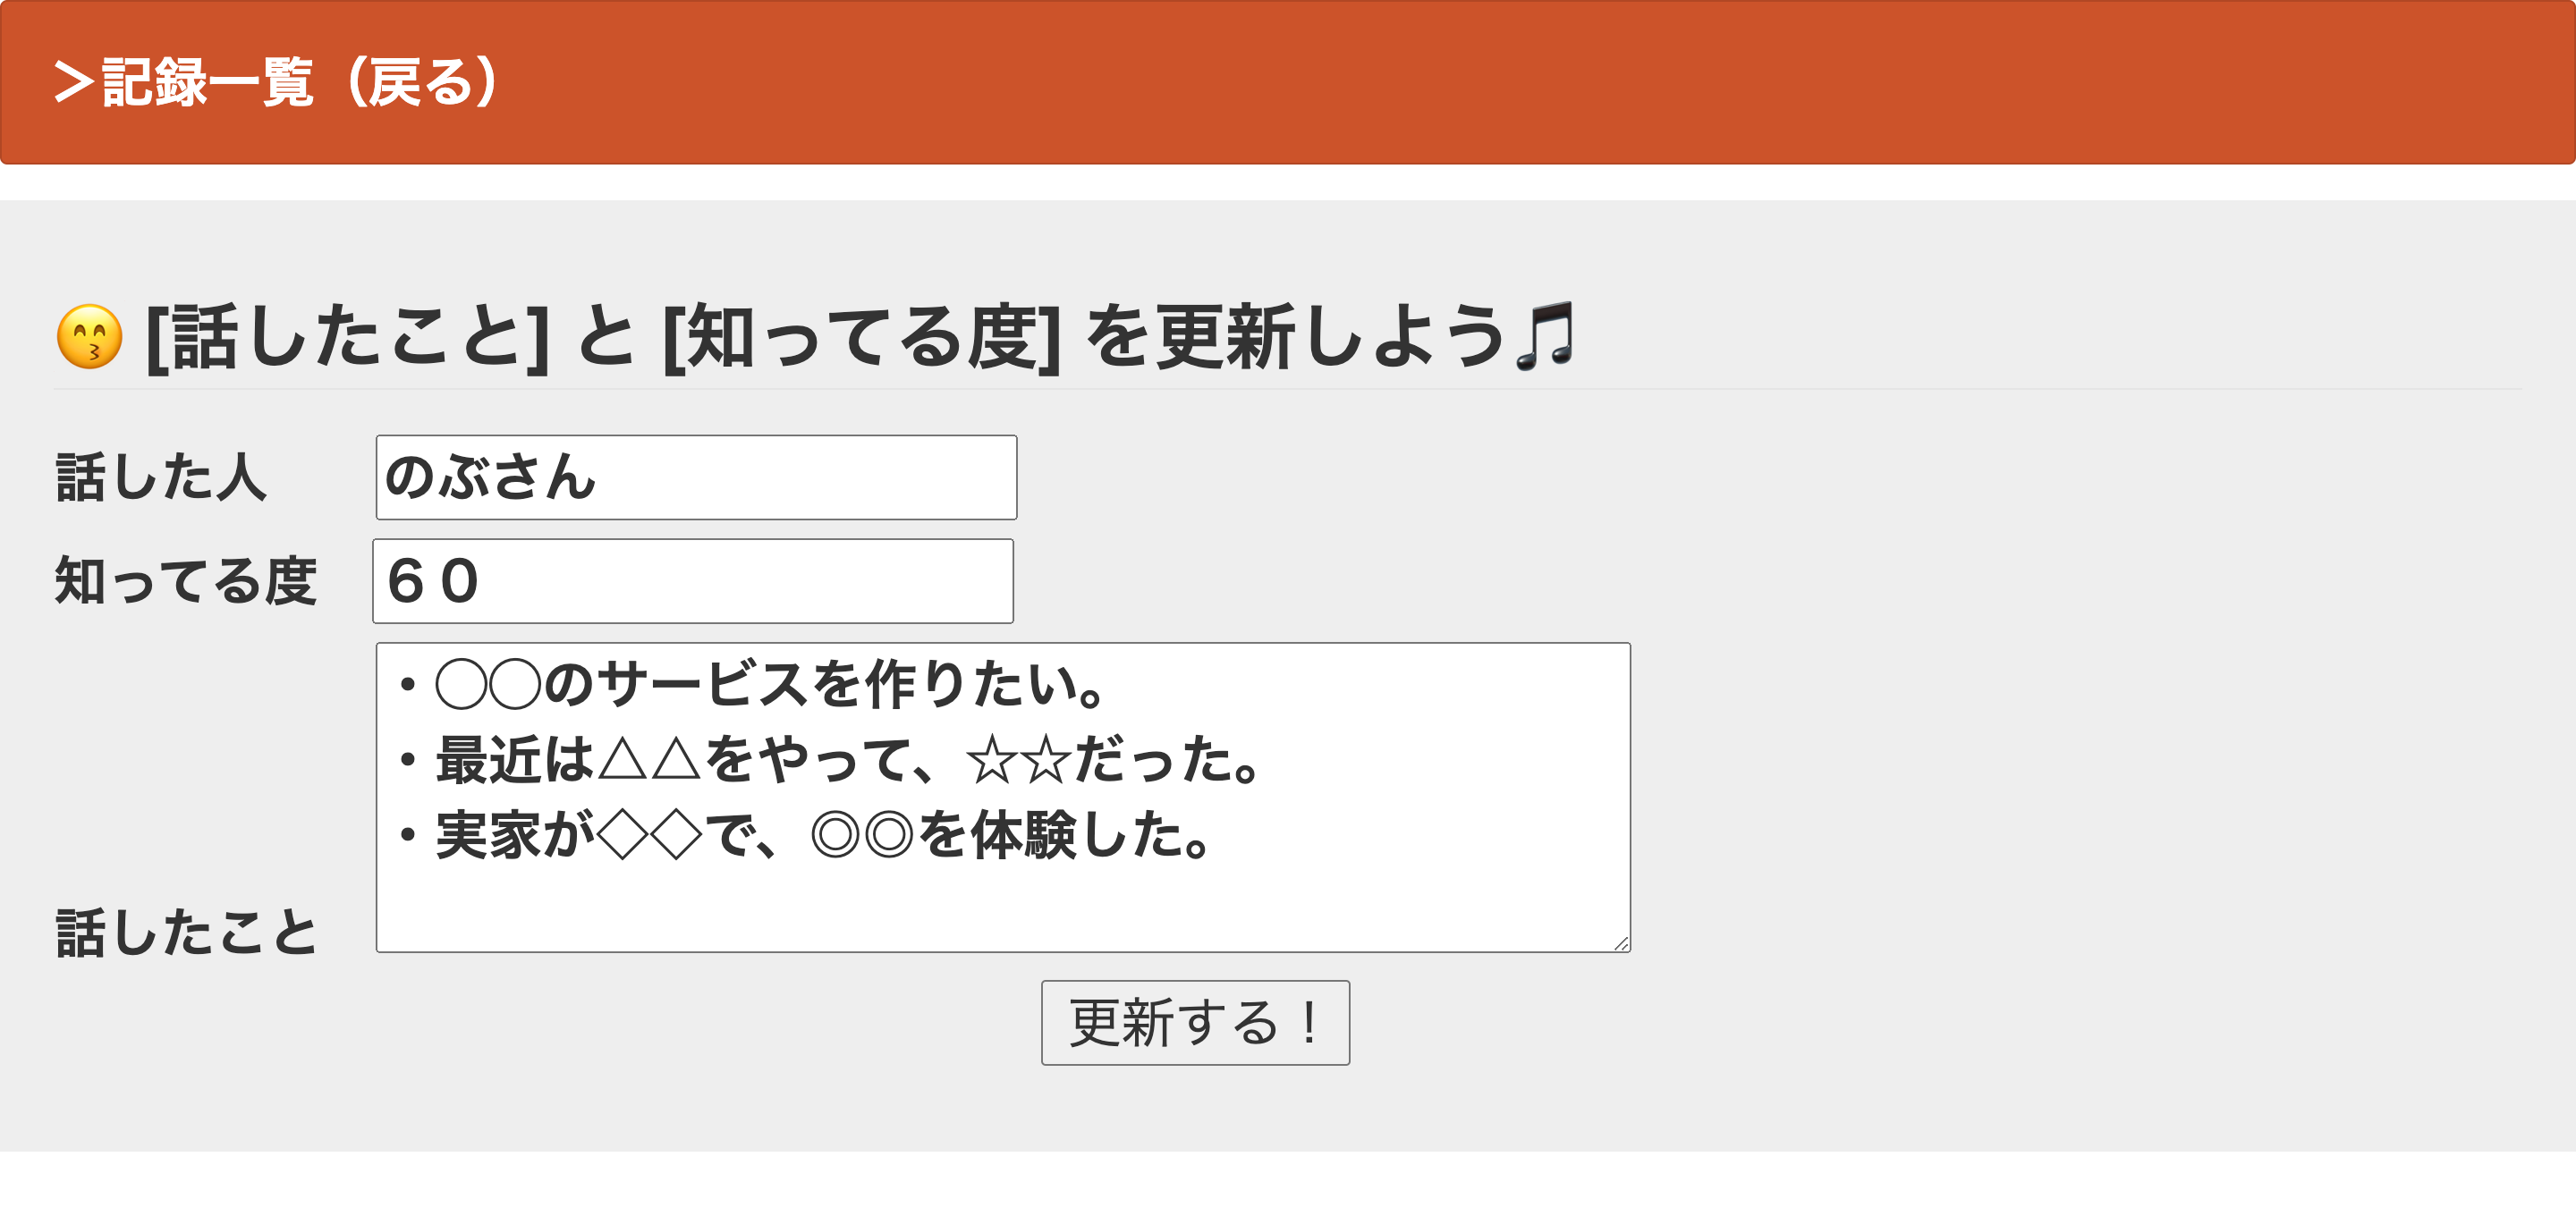 ＞記録一覧（戻る）
😙 [話したこと] と [知ってる度] を更新しよう🎵
話した人 のぶさん
知ってる度 ６０
・◯◯のサービスを作りたい。
・最近は△△をやって、☆☆だった。
・実家が◇◇で、◎◎を体験した。
話したこと
更新する！